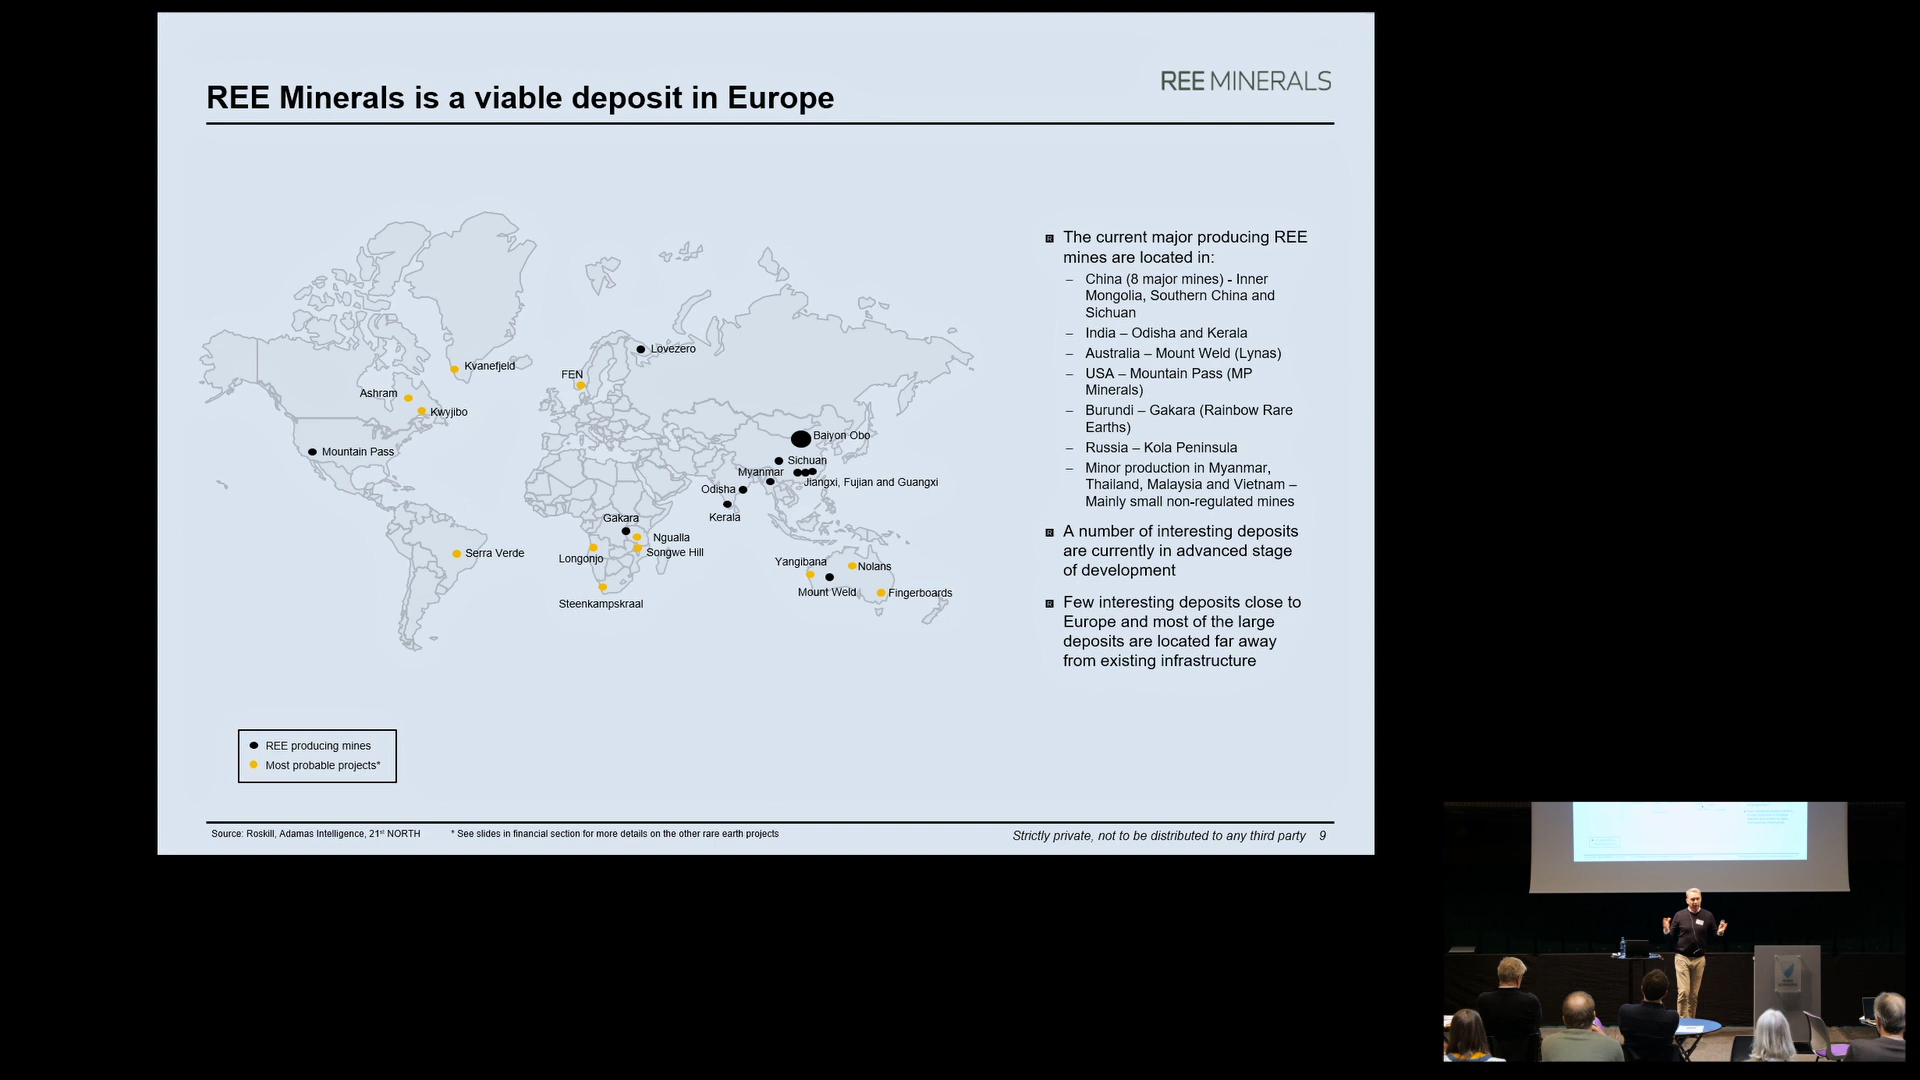 REE Minerals is a viable deposit in Europe
REE MINERALS
Lovezero
Kvanefjeld
FEN
Ashram
Kwyjibo
Mountain Pass
Baiyon Obo
Sichuan
Myanmar
Jiangxi, Fujian and Guangxi
Odisha
Kerala
Gakara
Ngualla
Songwe Hill
Longonjo
Serra Verde
Steenkampskraal
Yangibana
Nolans
Mount Weld
Fingerboards
The current major producing REE
mines are located in:
– China (8 major mines) - Inner
Mongolia, Southern China and
Sichuan
– India – Odisha and Kerala
– Australia – Mount Weld (Lynas)
– USA – Mountain Pass (MP
Minerals)
– Burundi – Gakara (Rainbow Rare
Earths)
– Russia – Kola Peninsula
– Minor production in Myanmar,
Thailand, Malaysia and Vietnam –
Mainly small non-regulated mines
A number of interesting deposits
are currently in advanced stage
of development
Few interesting deposits close to
Europe and most of the large
deposits are located far away
from existing infrastructure
REE producing mines
Most probable projects*
Source: Roskill, Adamas Intelligence, 21st NORTH
* See slides in financial section for more details on the other rare earth projects
Strictly private, not to be distributed to any third party 9